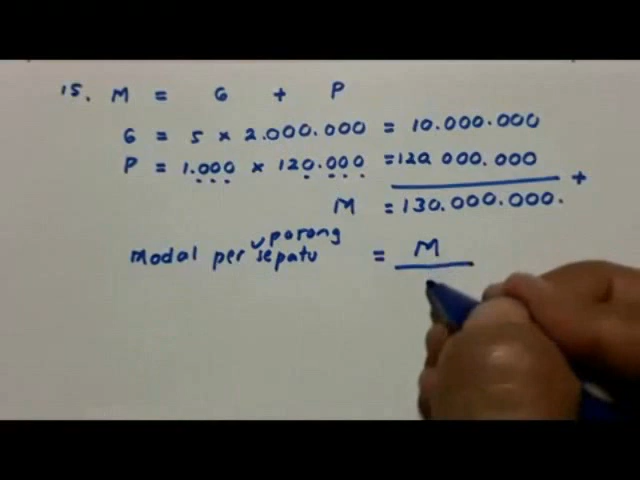 15. M = G + P
G = 5 × 2.000.000 = 10.000.000
P = 1.000 × 120.000 = 120.000.000 +
M = 130.000.000.
pasang
Modal per ✓ sepatu = M